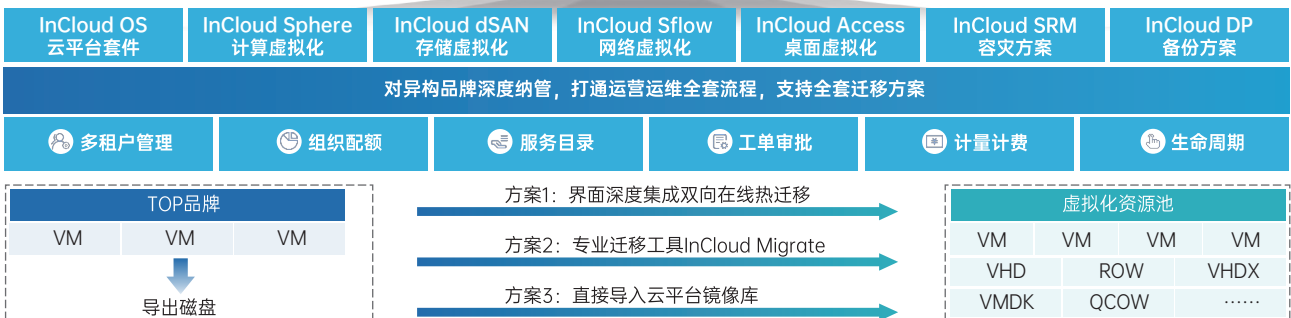 InCloud OS
云平台套件
InCloud Sphere
计算虚拟化
InCloud dSAN
存储虚拟化
InCloud Sflow
网络虚拟化
InCloud Access
桌面虚拟化
InCloud SRM
容灾方案
InCloud DP
备份方案
对异构品牌深度纳管，打通运营运维全套流程，支持全套迁移方案
多租户管理
组织配额
服务目录
工单审批
计量计费
生命周期
TOP品牌
VM VM VM
导出磁盘
方案1：界面深度集成双向在线热迁移
方案2：专业迁移工具InCloud Migrate
方案3：直接导入云平台镜像库
虚拟化资源池
VM VM VM VM
VHD ROW VHDX
VMDK QCOW ……